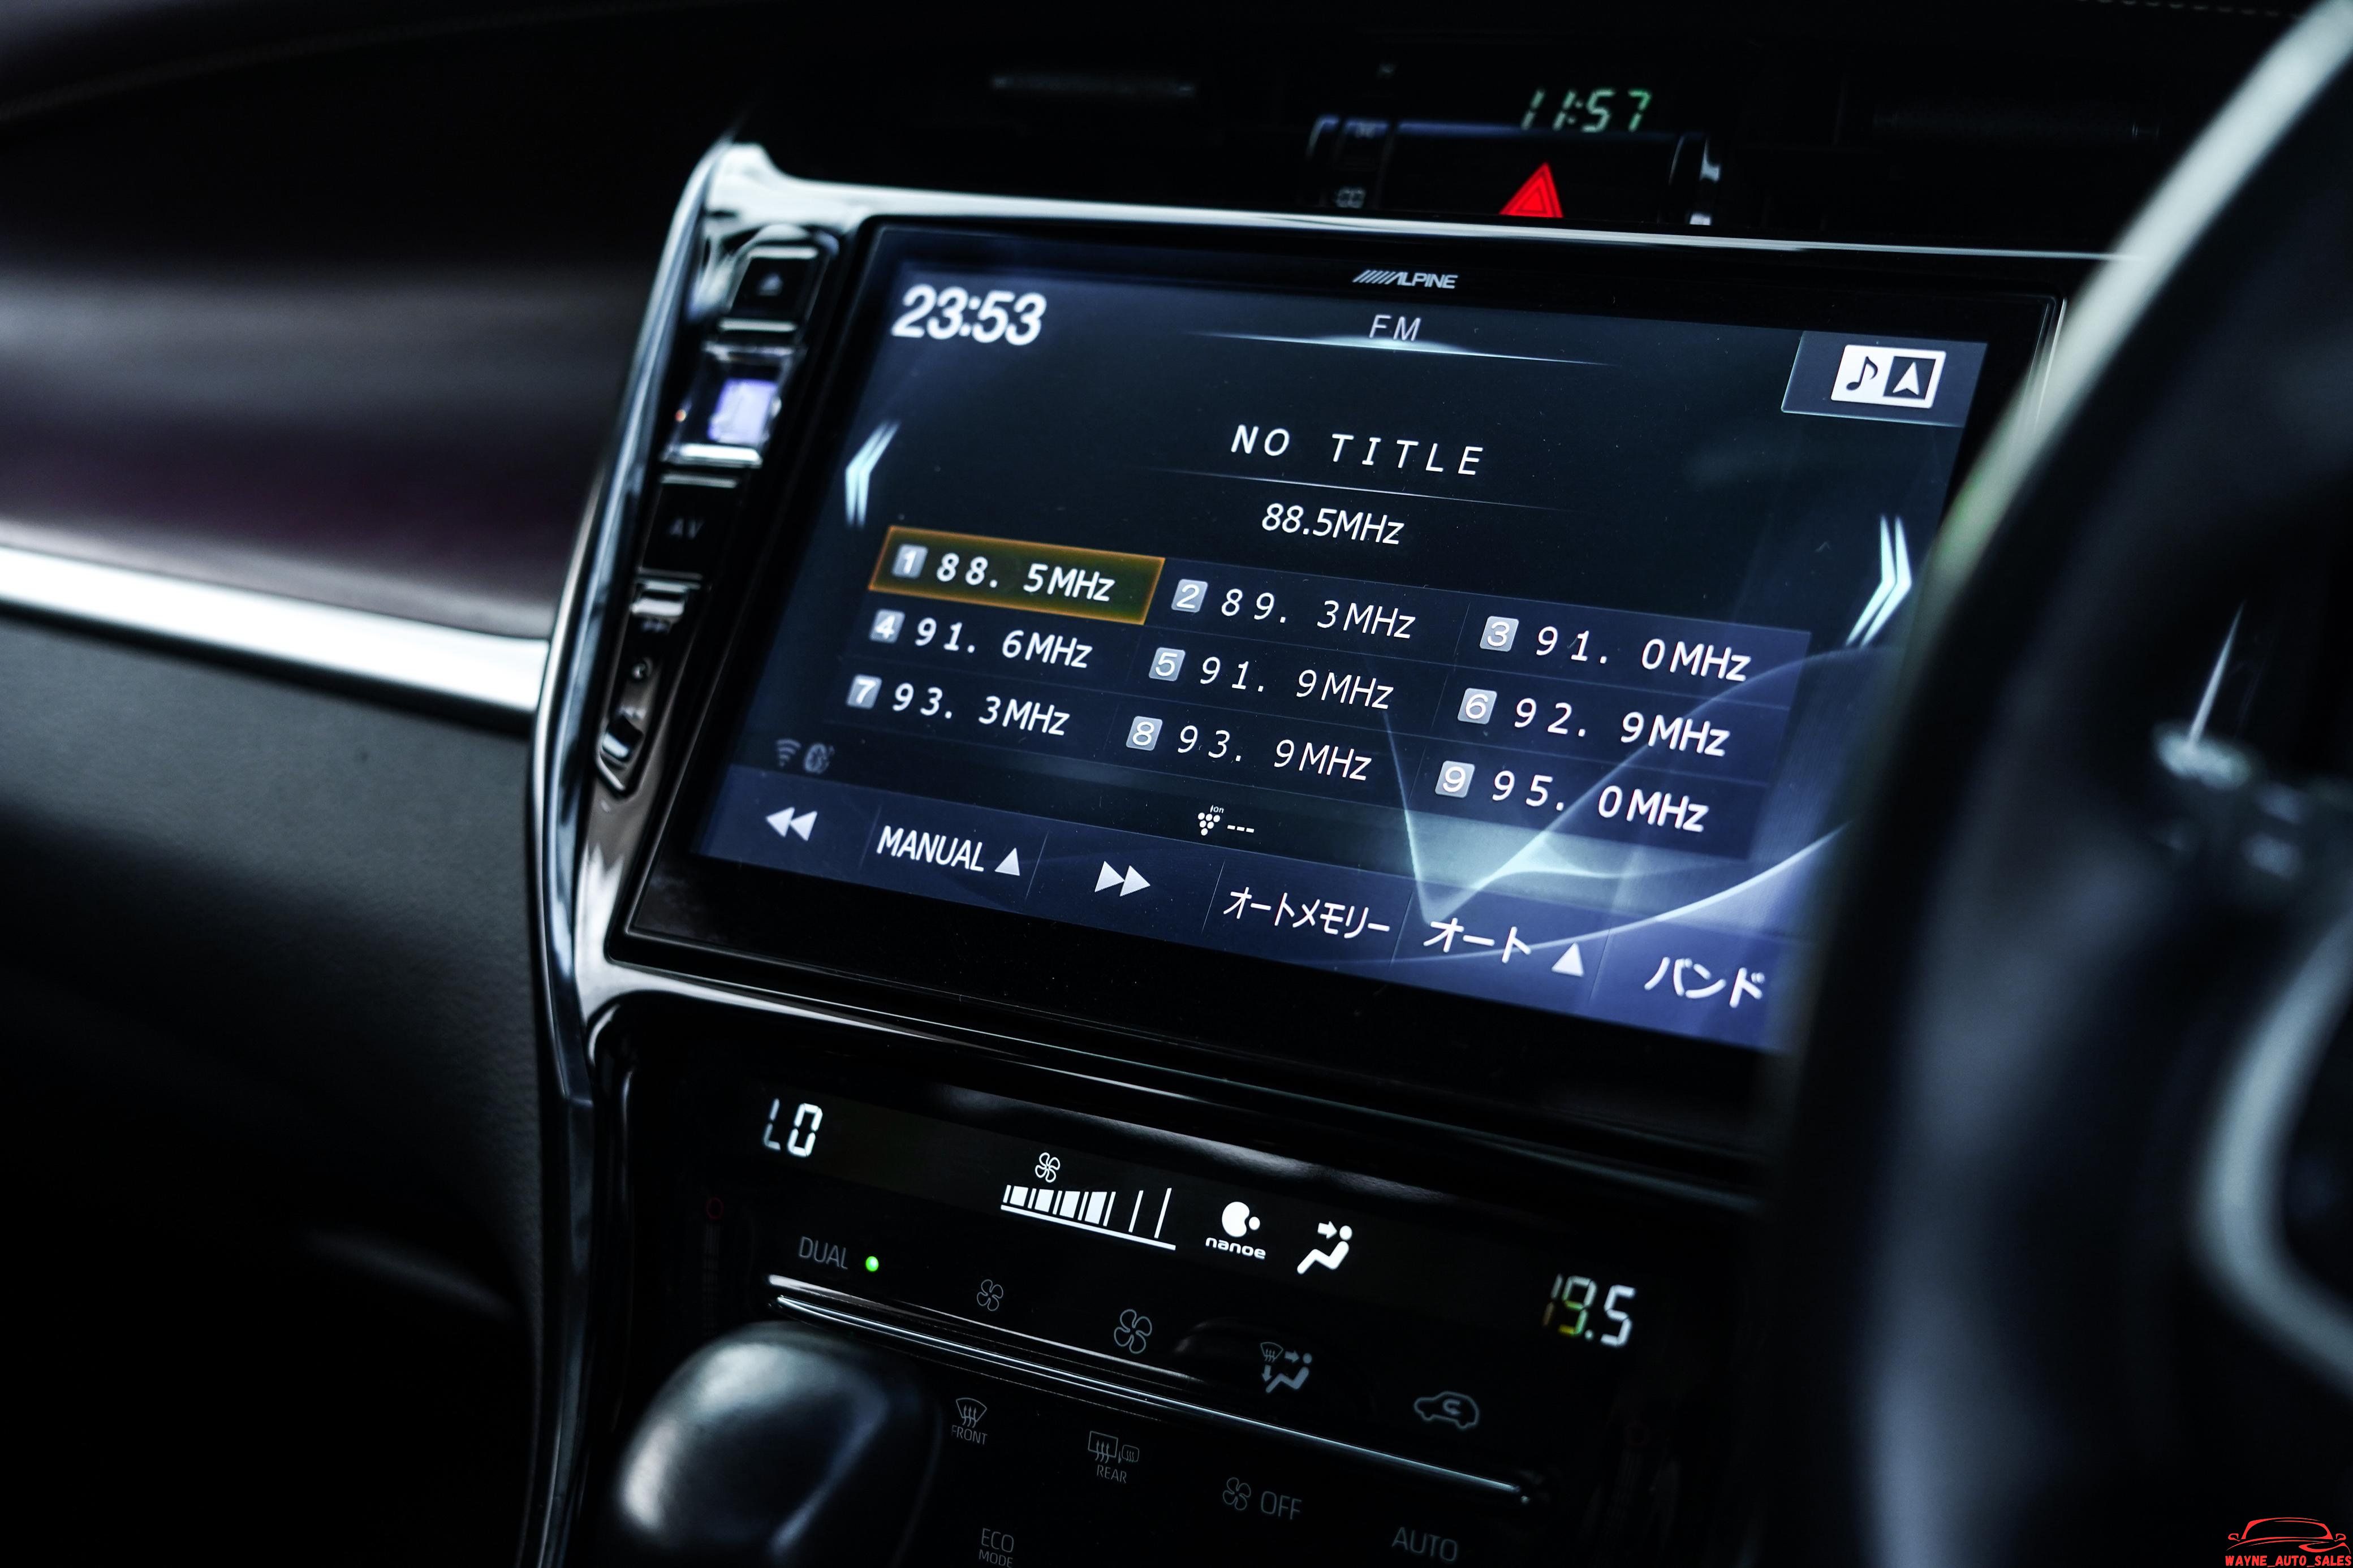 11:57
ALPINE
23:53
FM
NO TITLE
88.5MHz
1 88.5MHz 2 89.3MHz 3 91.0MHz
4 91.6MHz 5 91.9MHz 6 92.9MHz
7 93.3MHz 8 93.9MHz 9 95.0MHz
AV
ion ---
MANUAL オートメモリー オート バンド
LO
nanoe
19.5
DUAL
FRONT
REAR
OFF
AUTO
ECO
MODE
WAYNE_AUTO_SALES